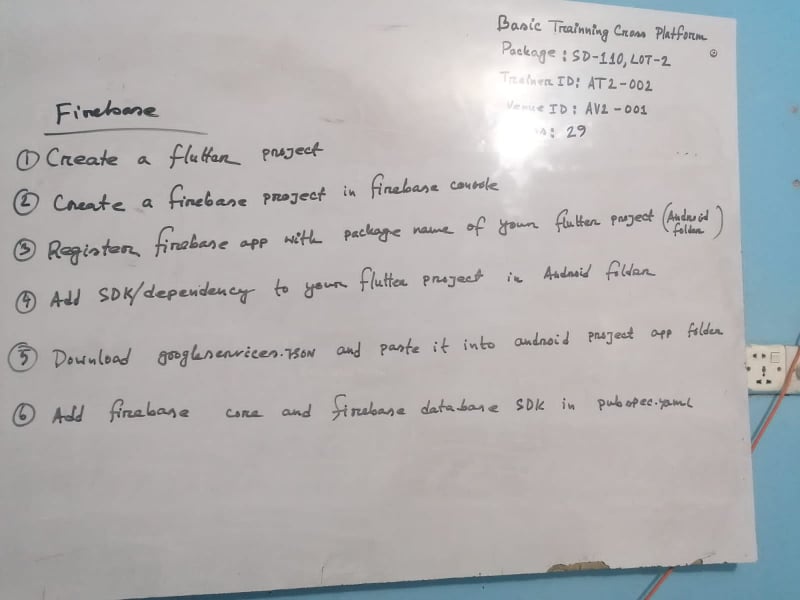 Basic Trainning Cross Platform
Package : SD-110, LOT-2
Trainer ID: AT2-002
Venue ID: AV2-001
: 29
Firebase
① Create a flutter project
② Create a firebase project in firebase console
③ Register firebase app with package name of your flutter project (Android folder)
④ Add SDK/dependency to your flutter project in Android folder
⑤ Download googleservices.JSON and paste it into android project app folder
⑥ Add firebase core and firebase database SDK in pubspec.yaml